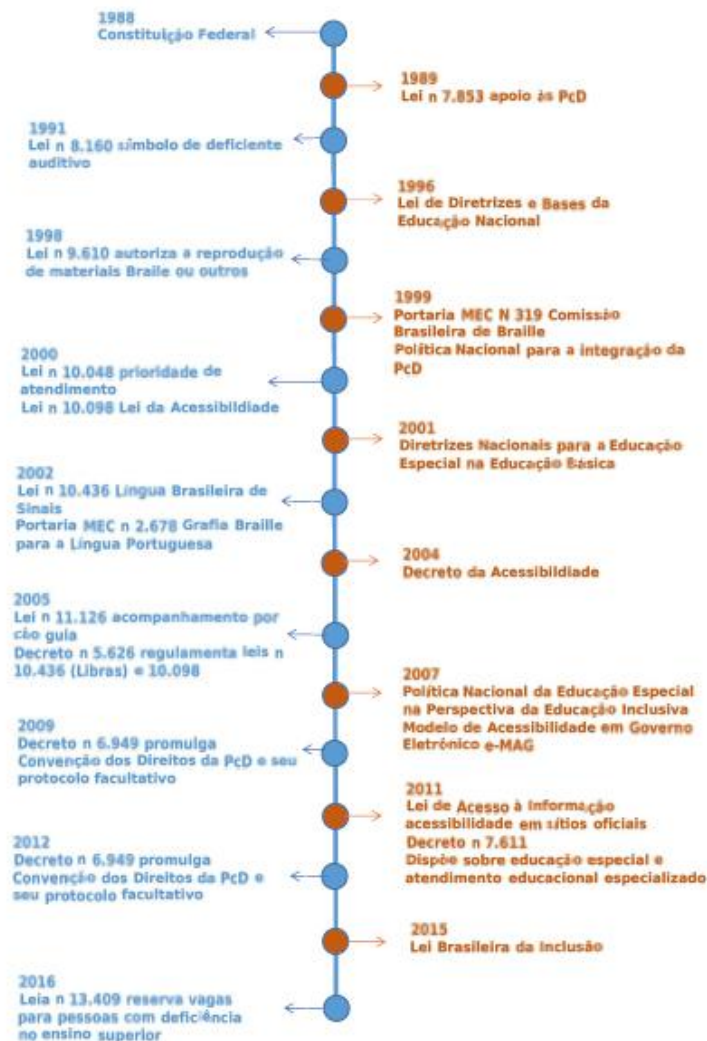 1988
Constituição Federal
1989
Lei n 7.853 apoio às PcD
1991
Lei n 8.160 símbolo de deficiente
auditivo
1996
Lei de Diretrizes e Bases da
Educação Nacional
1998
Lei n 9.610 autoriza a reprodução
de materiais Braile ou outros
1999
Portaria MEC N 319 Comissão
Brasileira de Braille
Política Nacional para a integração da
PcD
2000
Lei n 10.048 prioridade de
atendimento
Lei n 10.098 Lei da Acessibildiade
2001
Diretrizes Nacionais para a Educação
Especial na Educação Básica
2002
Lei n 10.436 Língua Brasileira de
Sinais
Portaria MEC n 2.678 Grafia Braille
para a Língua Portuguesa
2004
Decreto da Acessibildiade
2005
Lei n 11.126 acompanhamento por
cão guia
Decreto n 5.626 regulamenta leis n
10.436 (Libras) e 10.098
2007
Política Nacional da Educação Especial
na Perspectiva da Educação Inclusiva
Modelo de Acessibilidade em Governo
Eletrônico e-MAG
2009
Decreto n 6.949 promulga
Convenção dos Direitos da PcD e seu
protocolo facultativo
2011
Lei de Acesso à Informação
acessibilidade em sítios oficiais
Decreto n 7.611
Dispõe sobre educação especial e
atendimento educacional especializado
2012
Decreto n 6.949 promulga
Convenção dos Direitos da PcD e
seu protocolo facultativo
2015
Lei Brasileira da Inclusão
2016
Leia n 13.409 reserva vagas
para pessoas com deficiência
no ensino superior